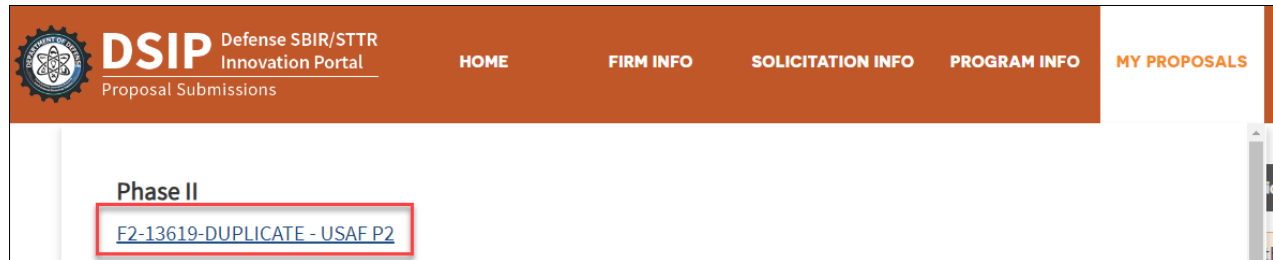 DSIP Defense SBIR/STTR
Innovation Portal
Proposal Submissions
HOME FIRM INFO SOLICITATION INFO PROGRAM INFO MY PROPOSALS
Phase II
F2-13619-DUPLICATE - USAF P2